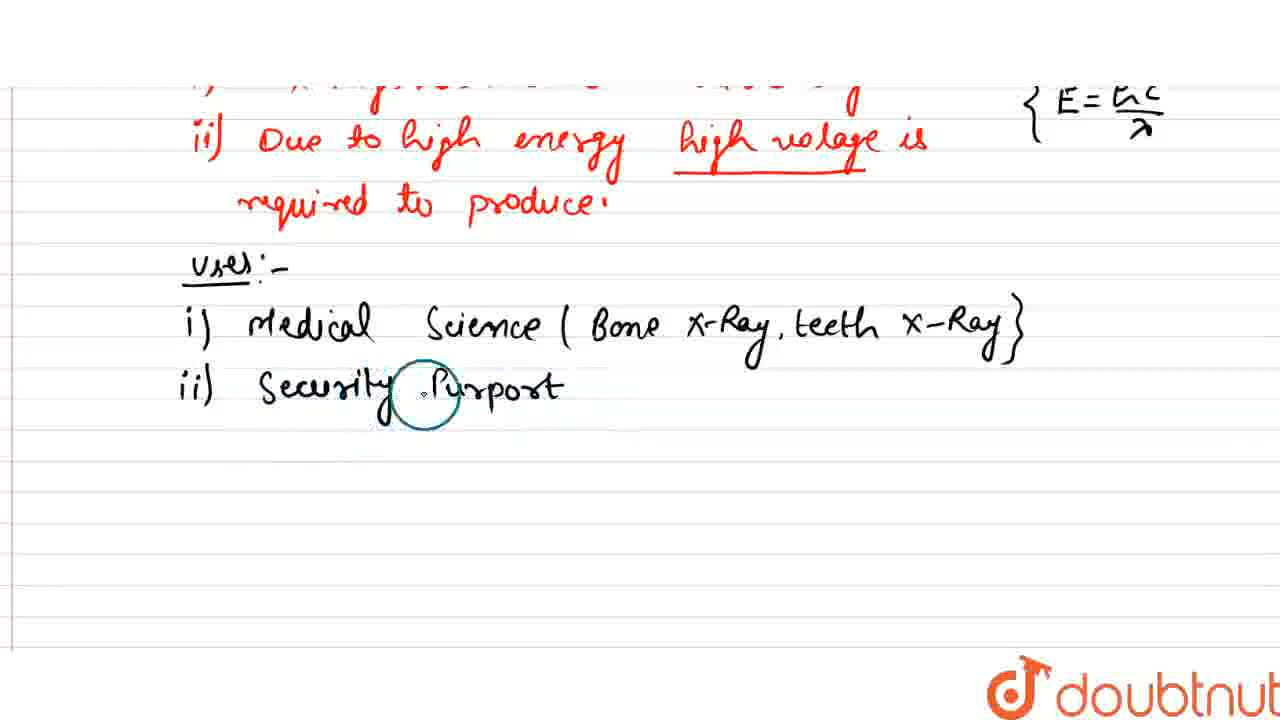 E = hc
λ
ii) Due to high energy high volage is
required to produce.
Uses :-
i) Medical Science ( Bone X-Ray, teeth X-Ray }
ii) Security Purport
doubtnut